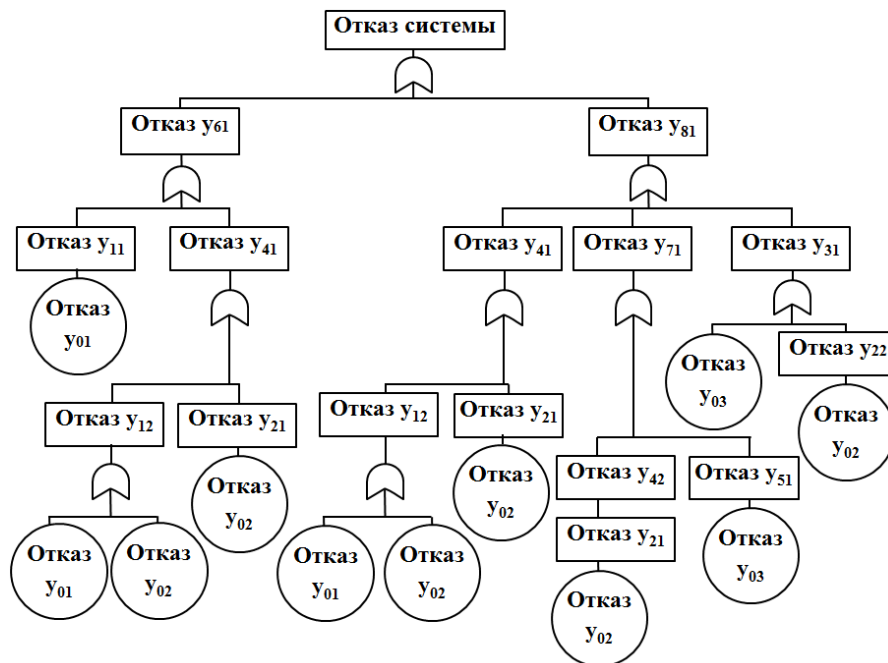 Отказ системы
Отказ y₆₁
Отказ y₈₁
Отказ y₁₁
Отказ y₄₁
Отказ y₄₁
Отказ y₇₁
Отказ y₃₁
Отказ
y₀₁
Отказ
y₀₃
Отказ y₂₂
Отказ y₁₂
Отказ y₂₁
Отказ y₁₂
Отказ y₂₁
Отказ
y₀₂
Отказ
y₀₂
Отказ
y₀₂
Отказ y₄₂
Отказ y₅₁
Отказ
y₀₁
Отказ
y₀₂
Отказ
y₀₁
Отказ
y₀₂
Отказ y₂₁
Отказ
y₀₃
Отказ
y₀₂